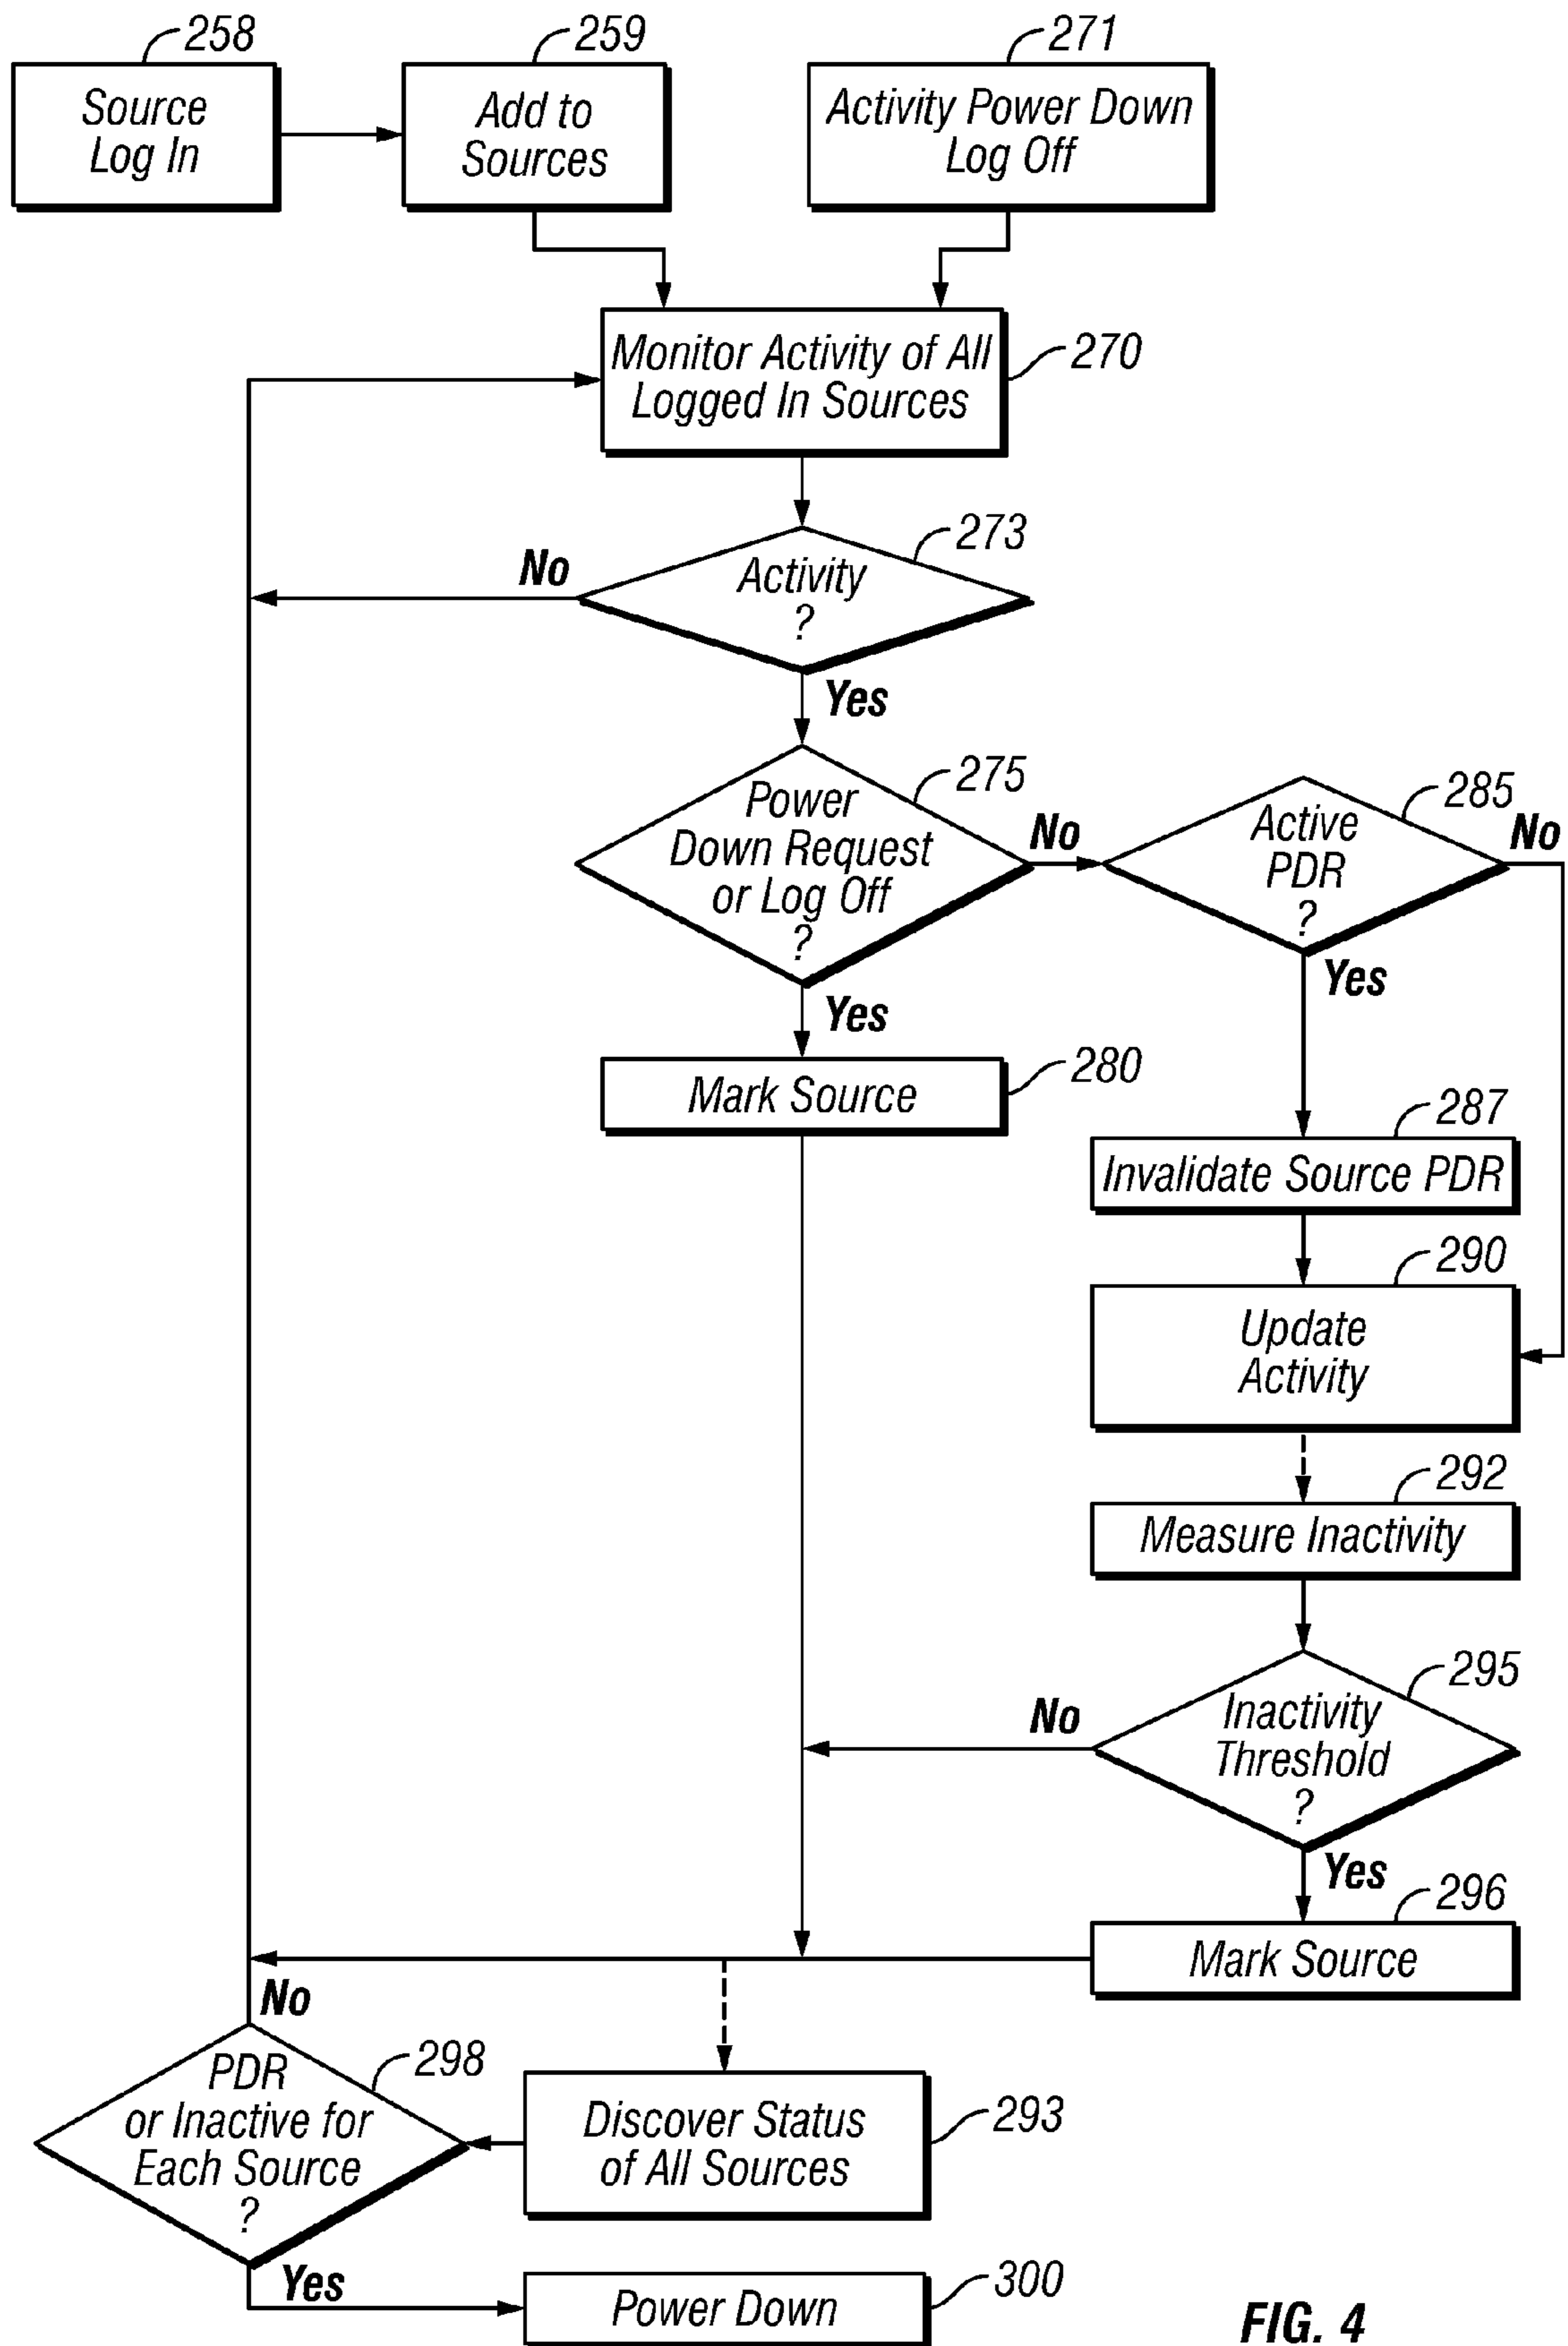 258
259
271
Source
Log In
Add to
Sources
Activity Power Down
Log Off
Monitor Activity of All
Logged In Sources
270
273
No
Activity
?
Yes
275
Power
Down Request
or Log Off
?
No
285
Active
PDR
?
No
Yes
Yes
280
Mark Source
287
Invalidate Source PDR
290
Update
Activity
292
Measure Inactivity
295
No
Inactivity
Threshold
?
Yes
296
Mark Source
No
298
PDR
or Inactive for
Each Source
?
293
Discover Status
of All Sources
Yes
300
Power Down
FIG. 4